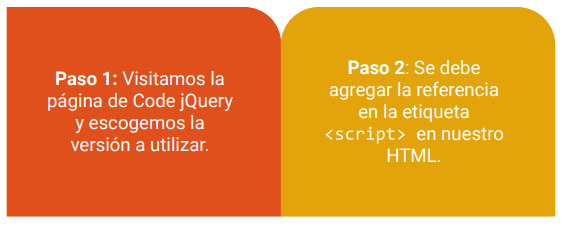 Paso 1: Visitamos la
página de Code jQuery
y escogemos la
versión a utilizar.
Paso 2: Se debe
agregar la referencia
en la etiqueta
<script> en nuestro
HTML.